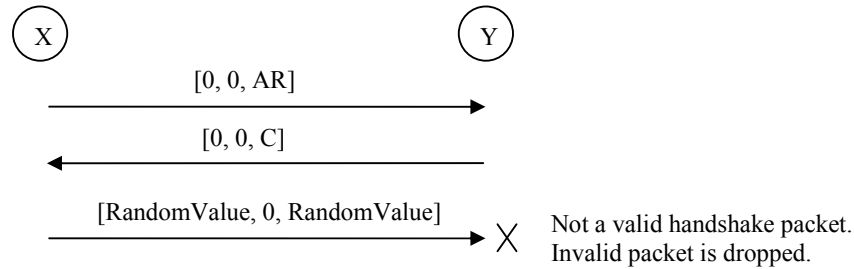 X
Y
[0, 0, AR]
[0, 0, C]
[RandomValue, 0, RandomValue]
Not a valid handshake packet.
Invalid packet is dropped.